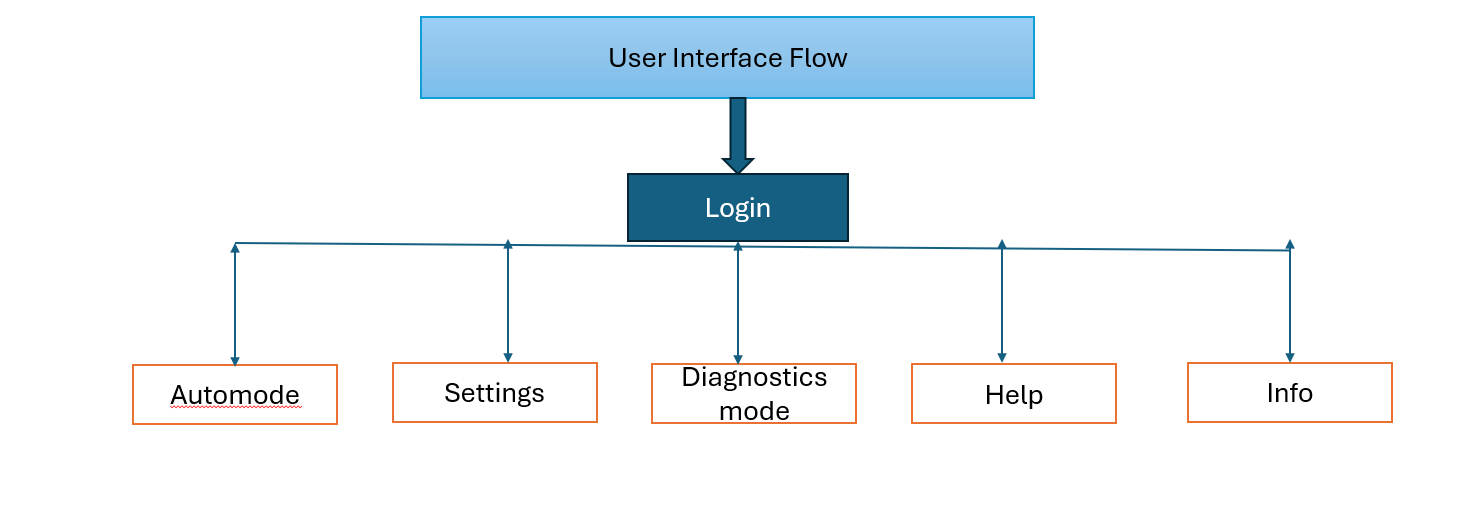 User Interface Flow
Login
Automode
Settings
Diagnostics
mode
Help
Info